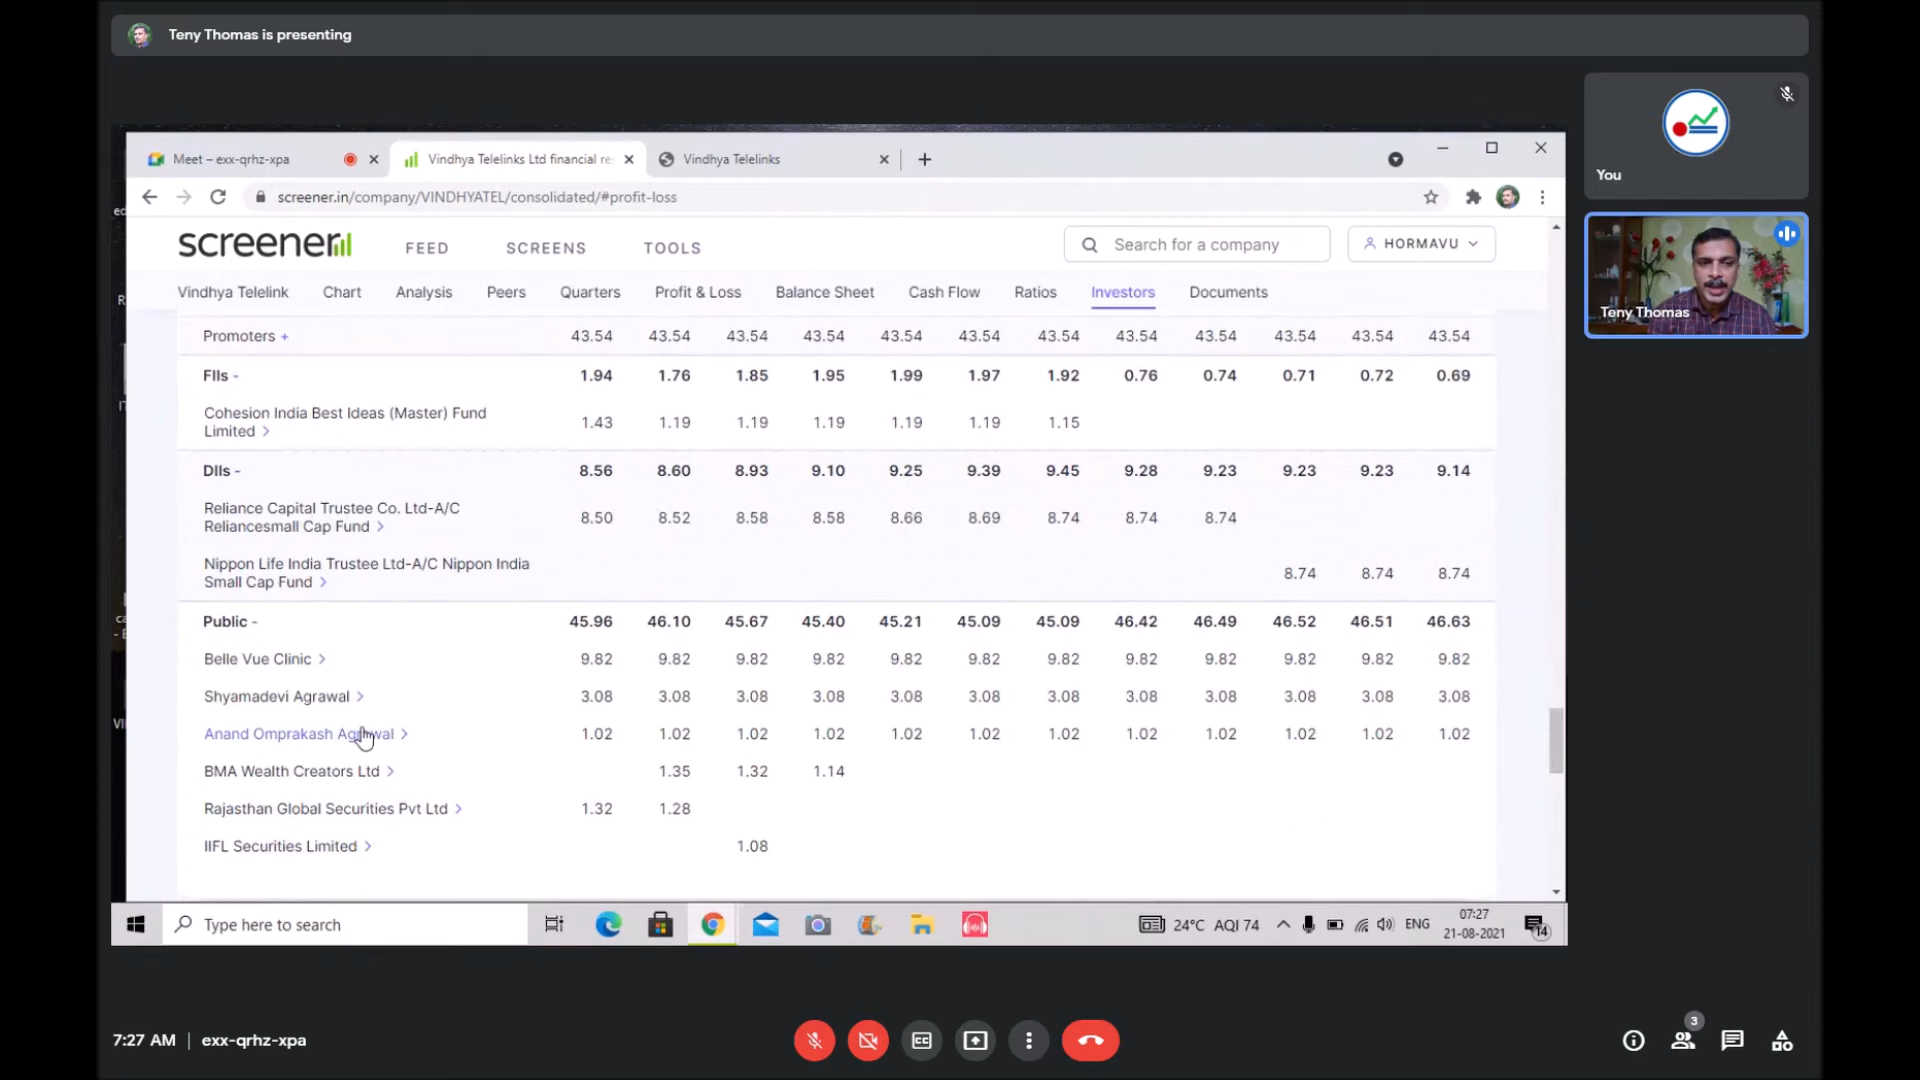 Teny Thomas is presenting
You
Teny Thomas
Meet – exx-qrhz-xpa
Vindhya Telelinks Ltd financial re
Vindhya Telelinks
screener.in/company/VINDHYATEL/consolidated/#profit-loss
screener
FEED SCREENS TOOLS
Search for a company
HORMAVU
Vindhya Telelink Chart Analysis Peers Quarters Profit & Loss Balance Sheet Cash Flow Ratios Investors Documents
Promoters + 43.54 43.54 43.54 43.54 43.54 43.54 43.54 43.54 43.54 43.54 43.54 43.54
FIIs - 1.94 1.76 1.85 1.95 1.99 1.97 1.92 0.76 0.74 0.71 0.72 0.69
Cohesion India Best Ideas (Master) Fund
Limited > 1.43 1.19 1.19 1.19 1.19 1.19 1.15
DIIs - 8.56 8.60 8.93 9.10 9.25 9.39 9.45 9.28 9.23 9.23 9.23 9.14
Reliance Capital Trustee Co. Ltd-A/C
Reliancesmall Cap Fund > 8.50 8.52 8.58 8.58 8.66 8.69 8.74 8.74 8.74
Nippon Life India Trustee Ltd-A/C Nippon India
Small Cap Fund > 8.74 8.74 8.74
Public - 45.96 46.10 45.67 45.40 45.21 45.09 45.09 46.42 46.49 46.52 46.51 46.63
Belle Vue Clinic > 9.82 9.82 9.82 9.82 9.82 9.82 9.82 9.82 9.82 9.82 9.82 9.82
Shyamadevi Agrawal > 3.08 3.08 3.08 3.08 3.08 3.08 3.08 3.08 3.08 3.08 3.08 3.08
Anand Omprakash Agrawal > 1.02 1.02 1.02 1.02 1.02 1.02 1.02 1.02 1.02 1.02 1.02 1.02
BMA Wealth Creators Ltd > 1.35 1.32 1.14
Rajasthan Global Securities Pvt Ltd > 1.32 1.28
IIFL Securities Limited > 1.08
Type here to search
24°C AQI 74
ENG
07:27
21-08-2021
14
7:27 AM | exx-qrhz-xpa
3